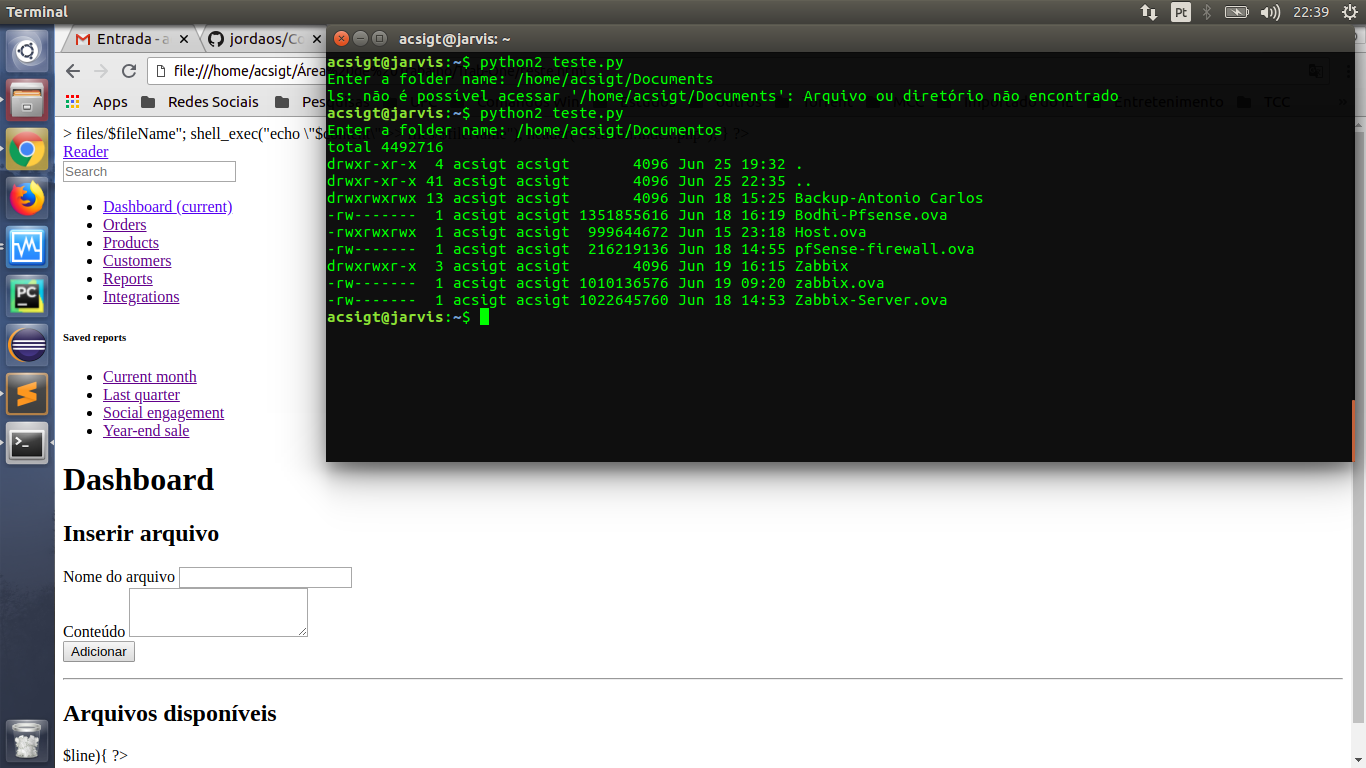 Terminal
Pt
22:39
Entrada - a
jordaos/Co
acsigt@jarvis: ~
file:///home/acsigt/Área
Apps
Redes Sociais
Pes
Entretenimento
TCC
acsigt@jarvis:~$ python2 teste.py
Enter a folder name: /home/acsigt/Documents
ls: não é possível acessar '/home/acsigt/Documents': Arquivo ou diretório não encontrado
acsigt@jarvis:~$ python2 teste.py
Enter a folder name: /home/acsigt/Documentos
total 4492716
drwxr-xr-x  4 acsigt acsigt       4096 Jun 25 19:32 .
drwxr-xr-x 41 acsigt acsigt       4096 Jun 25 22:35 ..
drwxrwxrwx 13 acsigt acsigt       4096 Jun 18 15:25 Backup-Antonio Carlos
-rw-------  1 acsigt acsigt 1351855616 Jun 18 16:19 Bodhi-Pfsense.ova
-rwxrwxrwx  1 acsigt acsigt  999644672 Jun 15 23:18 Host.ova
-rw-------  1 acsigt acsigt  216219136 Jun 18 14:55 pfSense-firewall.ova
drwxrwxr-x  3 acsigt acsigt       4096 Jun 19 16:15 Zabbix
-rw-------  1 acsigt acsigt 1010136576 Jun 19 09:20 zabbix.ova
-rw-------  1 acsigt acsigt 1022645760 Jun 18 14:53 Zabbix-Server.ova
acsigt@jarvis:~$
> files/$fileName"; shell_exec("echo \"$ ?>
Reader
Search
Dashboard (current)
Orders
Products
Customers
Reports
Integrations
Saved reports
Current month
Last quarter
Social engagement
Year-end sale
Dashboard
Inserir arquivo
Nome do arquivo
Conteúdo
Adicionar
Arquivos disponíveis
$line){ ?>
PC